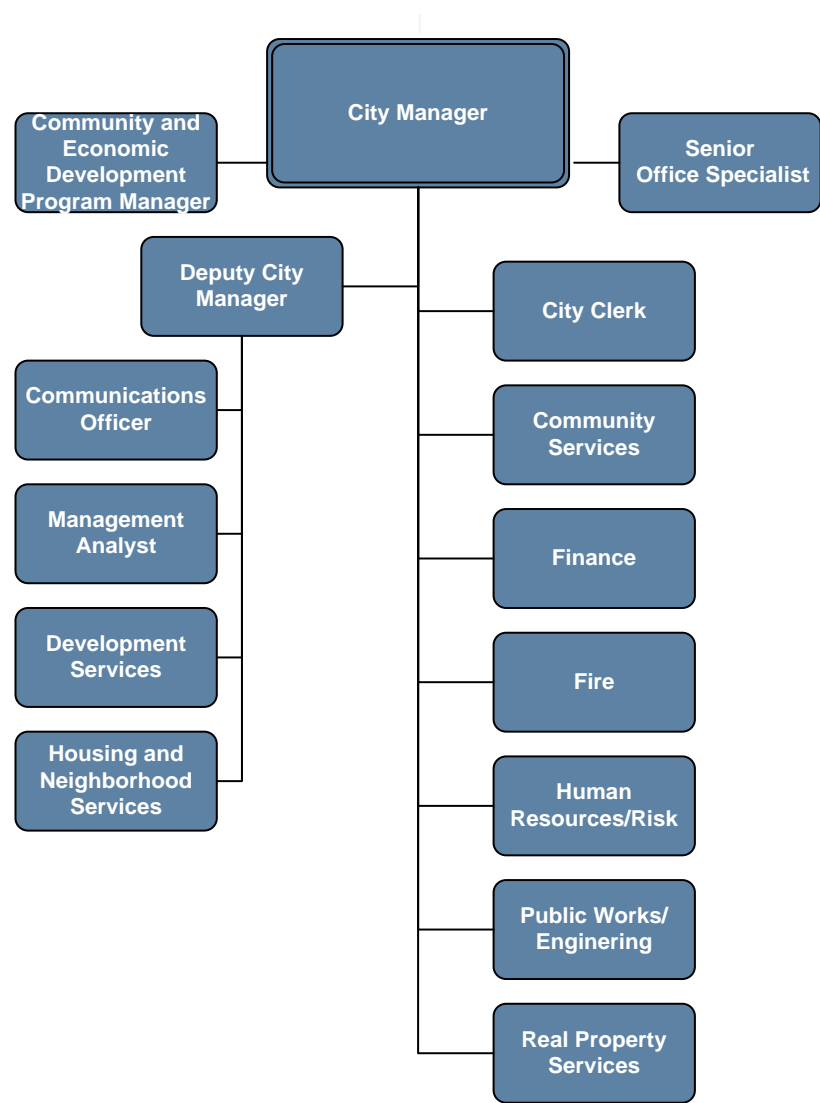 City Manager
Community and
Economic
Development
Program Manager
Senior
Office Specialist
Deputy City
Manager
City Clerk
Communications
Officer
Community
Services
Management
Analyst
Finance
Development
Services
Fire
Housing and
Neighborhood
Services
Human
Resources/Risk
Public Works/
Enginering
Real Property
Services